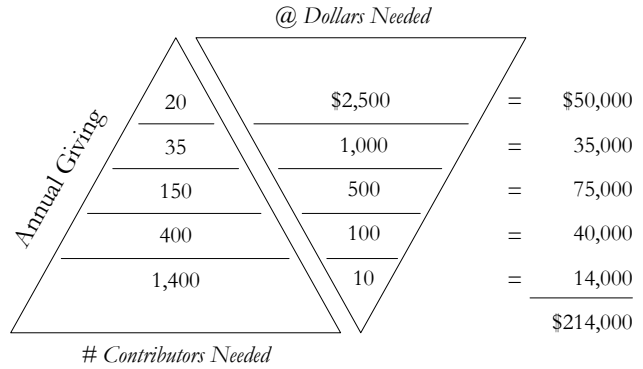 @ Dollars Needed
Annual Giving
20 $2,500 = $50,000
35 1,000 = 35,000
150 500 = 75,000
400 100 = 40,000
1,400 10 = 14,000
$214,000
# Contributors Needed